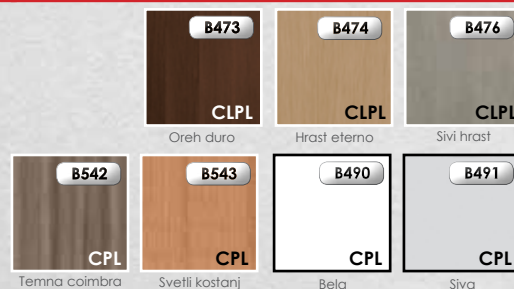 B473 B474 B476
CLPL CLPL CLPL
Oreh duro Hrast eterno Sivi hrast
B542 B543 B490 B491
CPL CPL CPL CPL
Temna coimbra Svetli kostanj Bela Siva